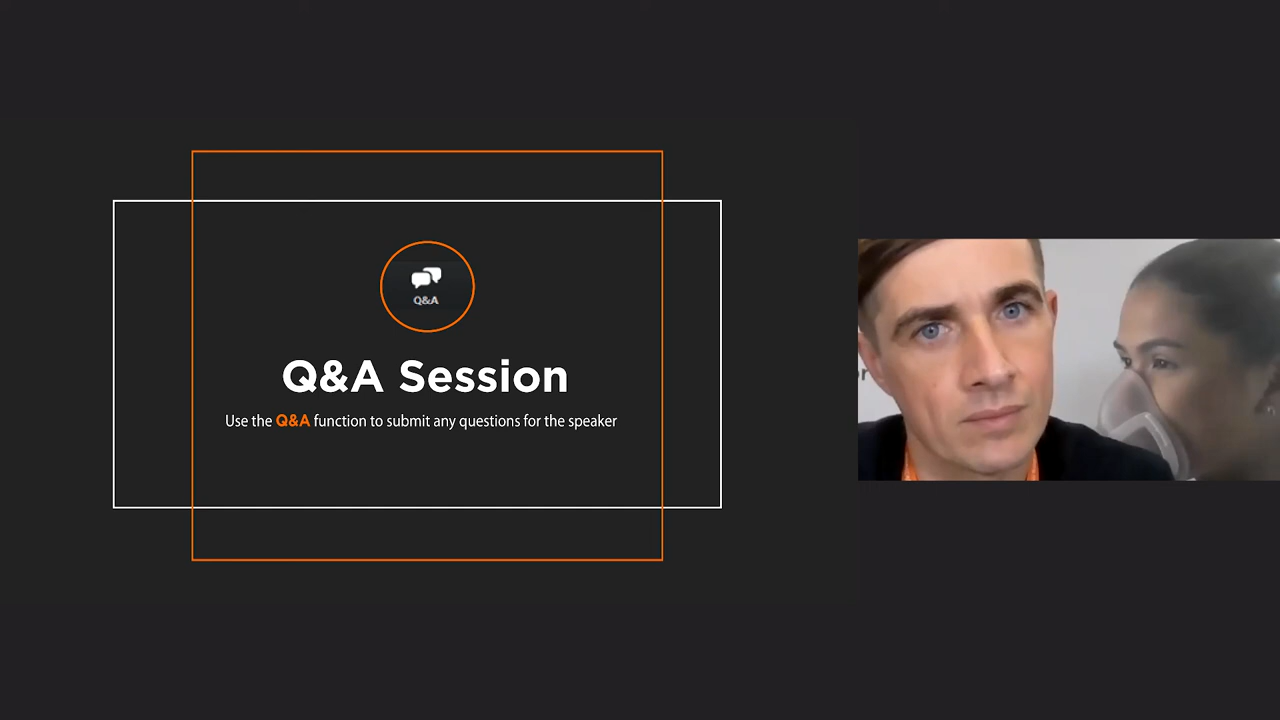 Q&A
Q&A Session
Use the Q&A function to submit any questions for the speaker